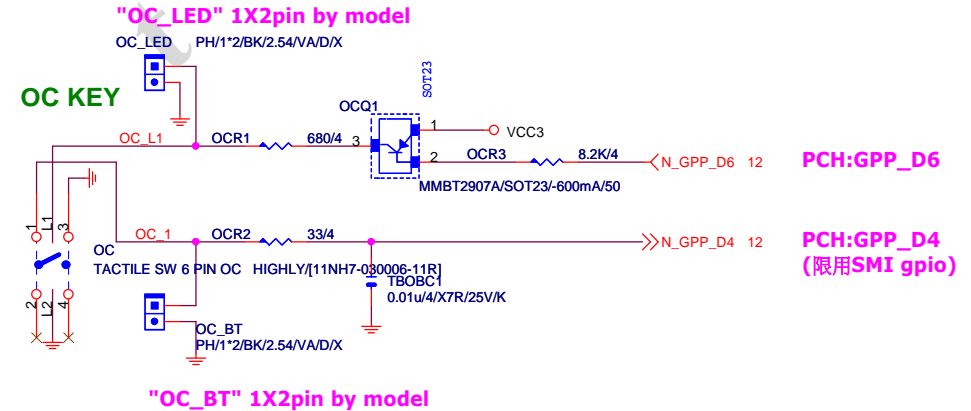 "OC_LED" 1X2pin by model
OC_LED PH/1*2/BK/2.54/VA/D/X
OC KEY
SOT23
OCQ1
1
VCC3
OC_L1 OCR1 680/4 3
2 OCR3 8.2K/4 N_GPP_D6 12 PCH:GPP_D6
MMBT2907A/SOT23/-600mA/50
1 L1 3
OC_1 OCR2 33/4 N_GPP_D4 12 PCH:GPP_D4
(限用SMI gpio)
OC
TACTILE SW 6 PIN OC HIGHLY/[11NH7-030006-11R]
TBOBC1
0.01u/4/X7R/25V/K
2 L2 4
OC_BT
PH/1*2/BK/2.54/VA/D/X
"OC_BT" 1X2pin by model